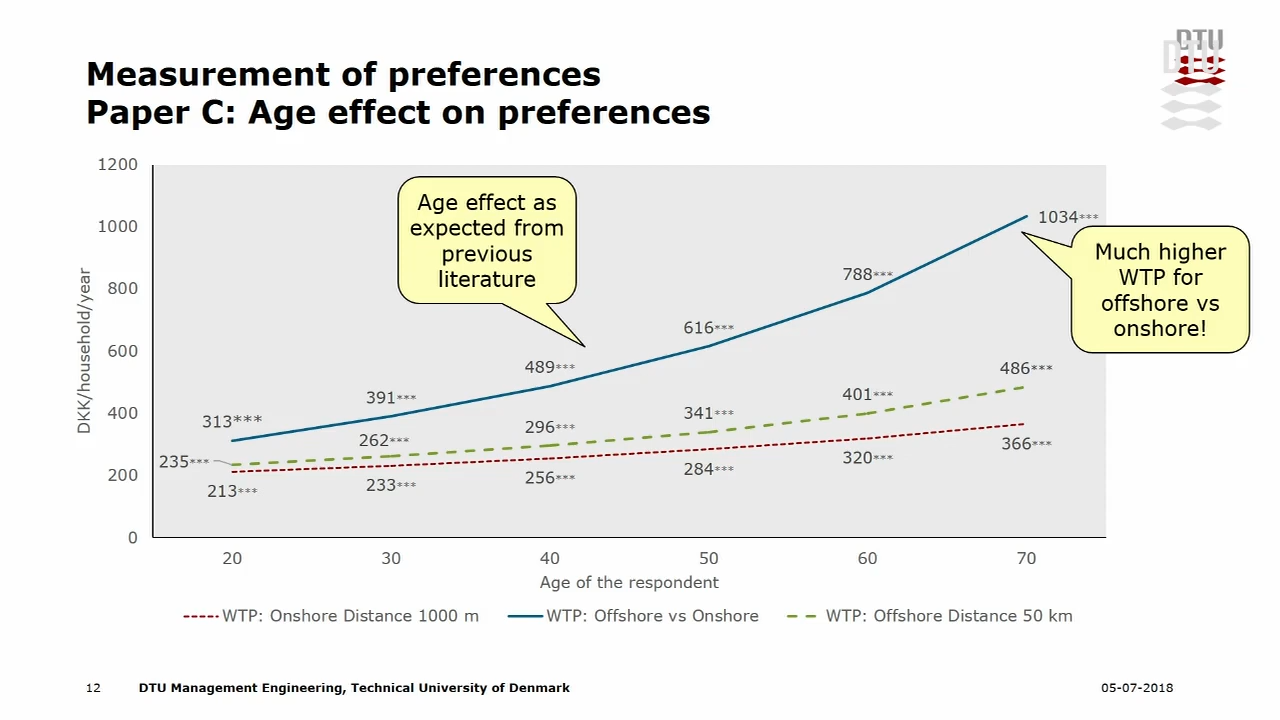 DTU
DTU
Measurement of preferences
Paper C: Age effect on preferences
1200
1000
800
600
400
200
0
DKK/household/year
Age effect as
expected from
previous
literature
Much higher
WTP for
offshore vs
onshore!
313***
391***
489***
616***
788***
1034***
235***
262***
296***
341***
401***
486***
213***
233***
256***
284***
320***
366***
20 30 40 50 60 70
Age of the respondent
WTP: Onshore Distance 1000 m WTP: Offshore vs Onshore WTP: Offshore Distance 50 km
12 DTU Management Engineering, Technical University of Denmark 05-07-2018